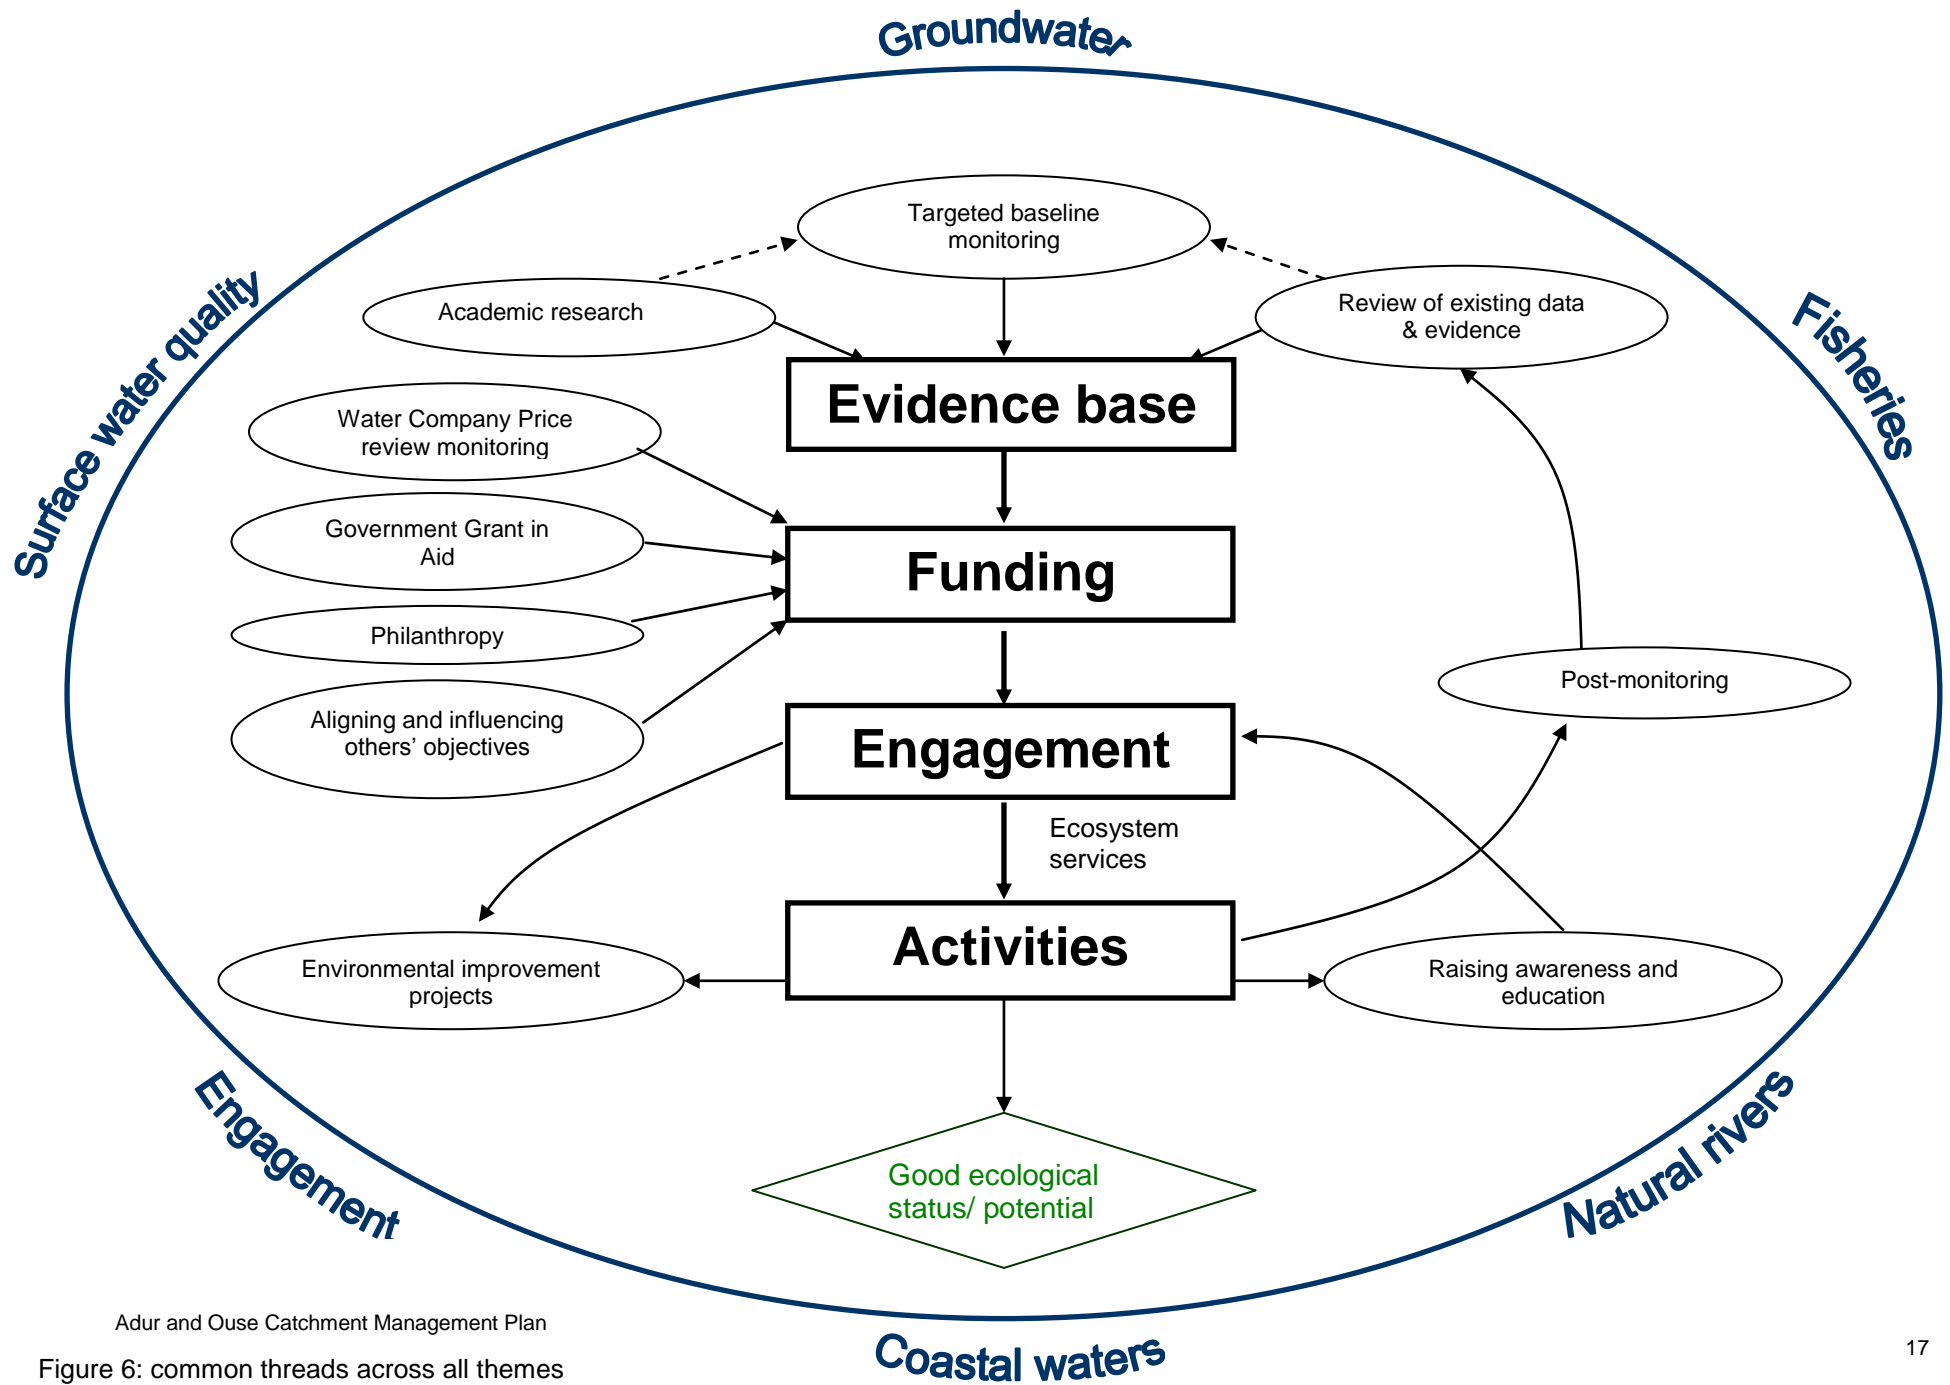 Groundwater
Targeted baseline
monitoring
Academic research
Review of existing data
& evidence
Surface water quality
Fisheries
Evidence base
Water Company Price
review monitoring
Government Grant in
Aid
Funding
Philanthropy
Aligning and influencing
others’ objectives
Post-monitoring
Engagement
Ecosystem
services
Activities
Environmental improvement
projects
Raising awareness and
education
Engagement
Natural rivers
Good ecological
status/ potential
Coastal waters
Adur and Ouse Catchment Management Plan
17
Figure 6: common threads across all themes